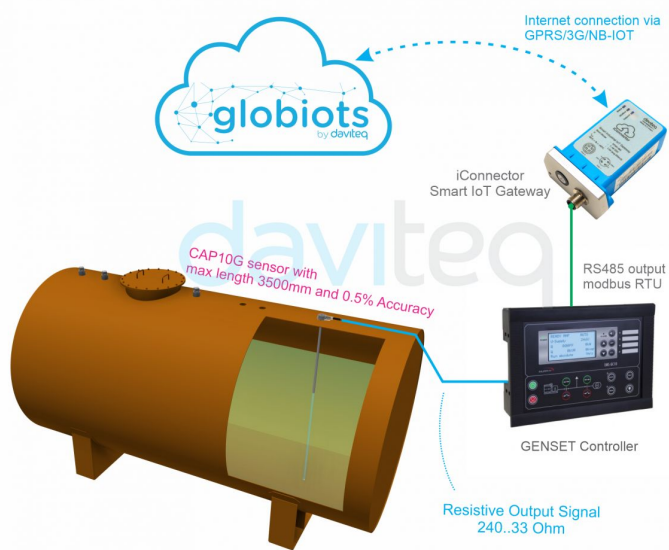 Internet connection via
GPRS/3G/NB-IOT
globiots
by daviteq
iConnector
Smart IoT Gateway
daviteq
CAP10G sensor with
max length 3500mm and 0.5% Accuracy
RS485 output
modbus RTU
GENSET Controller
Resistive Output Signal
240..33 Ohm